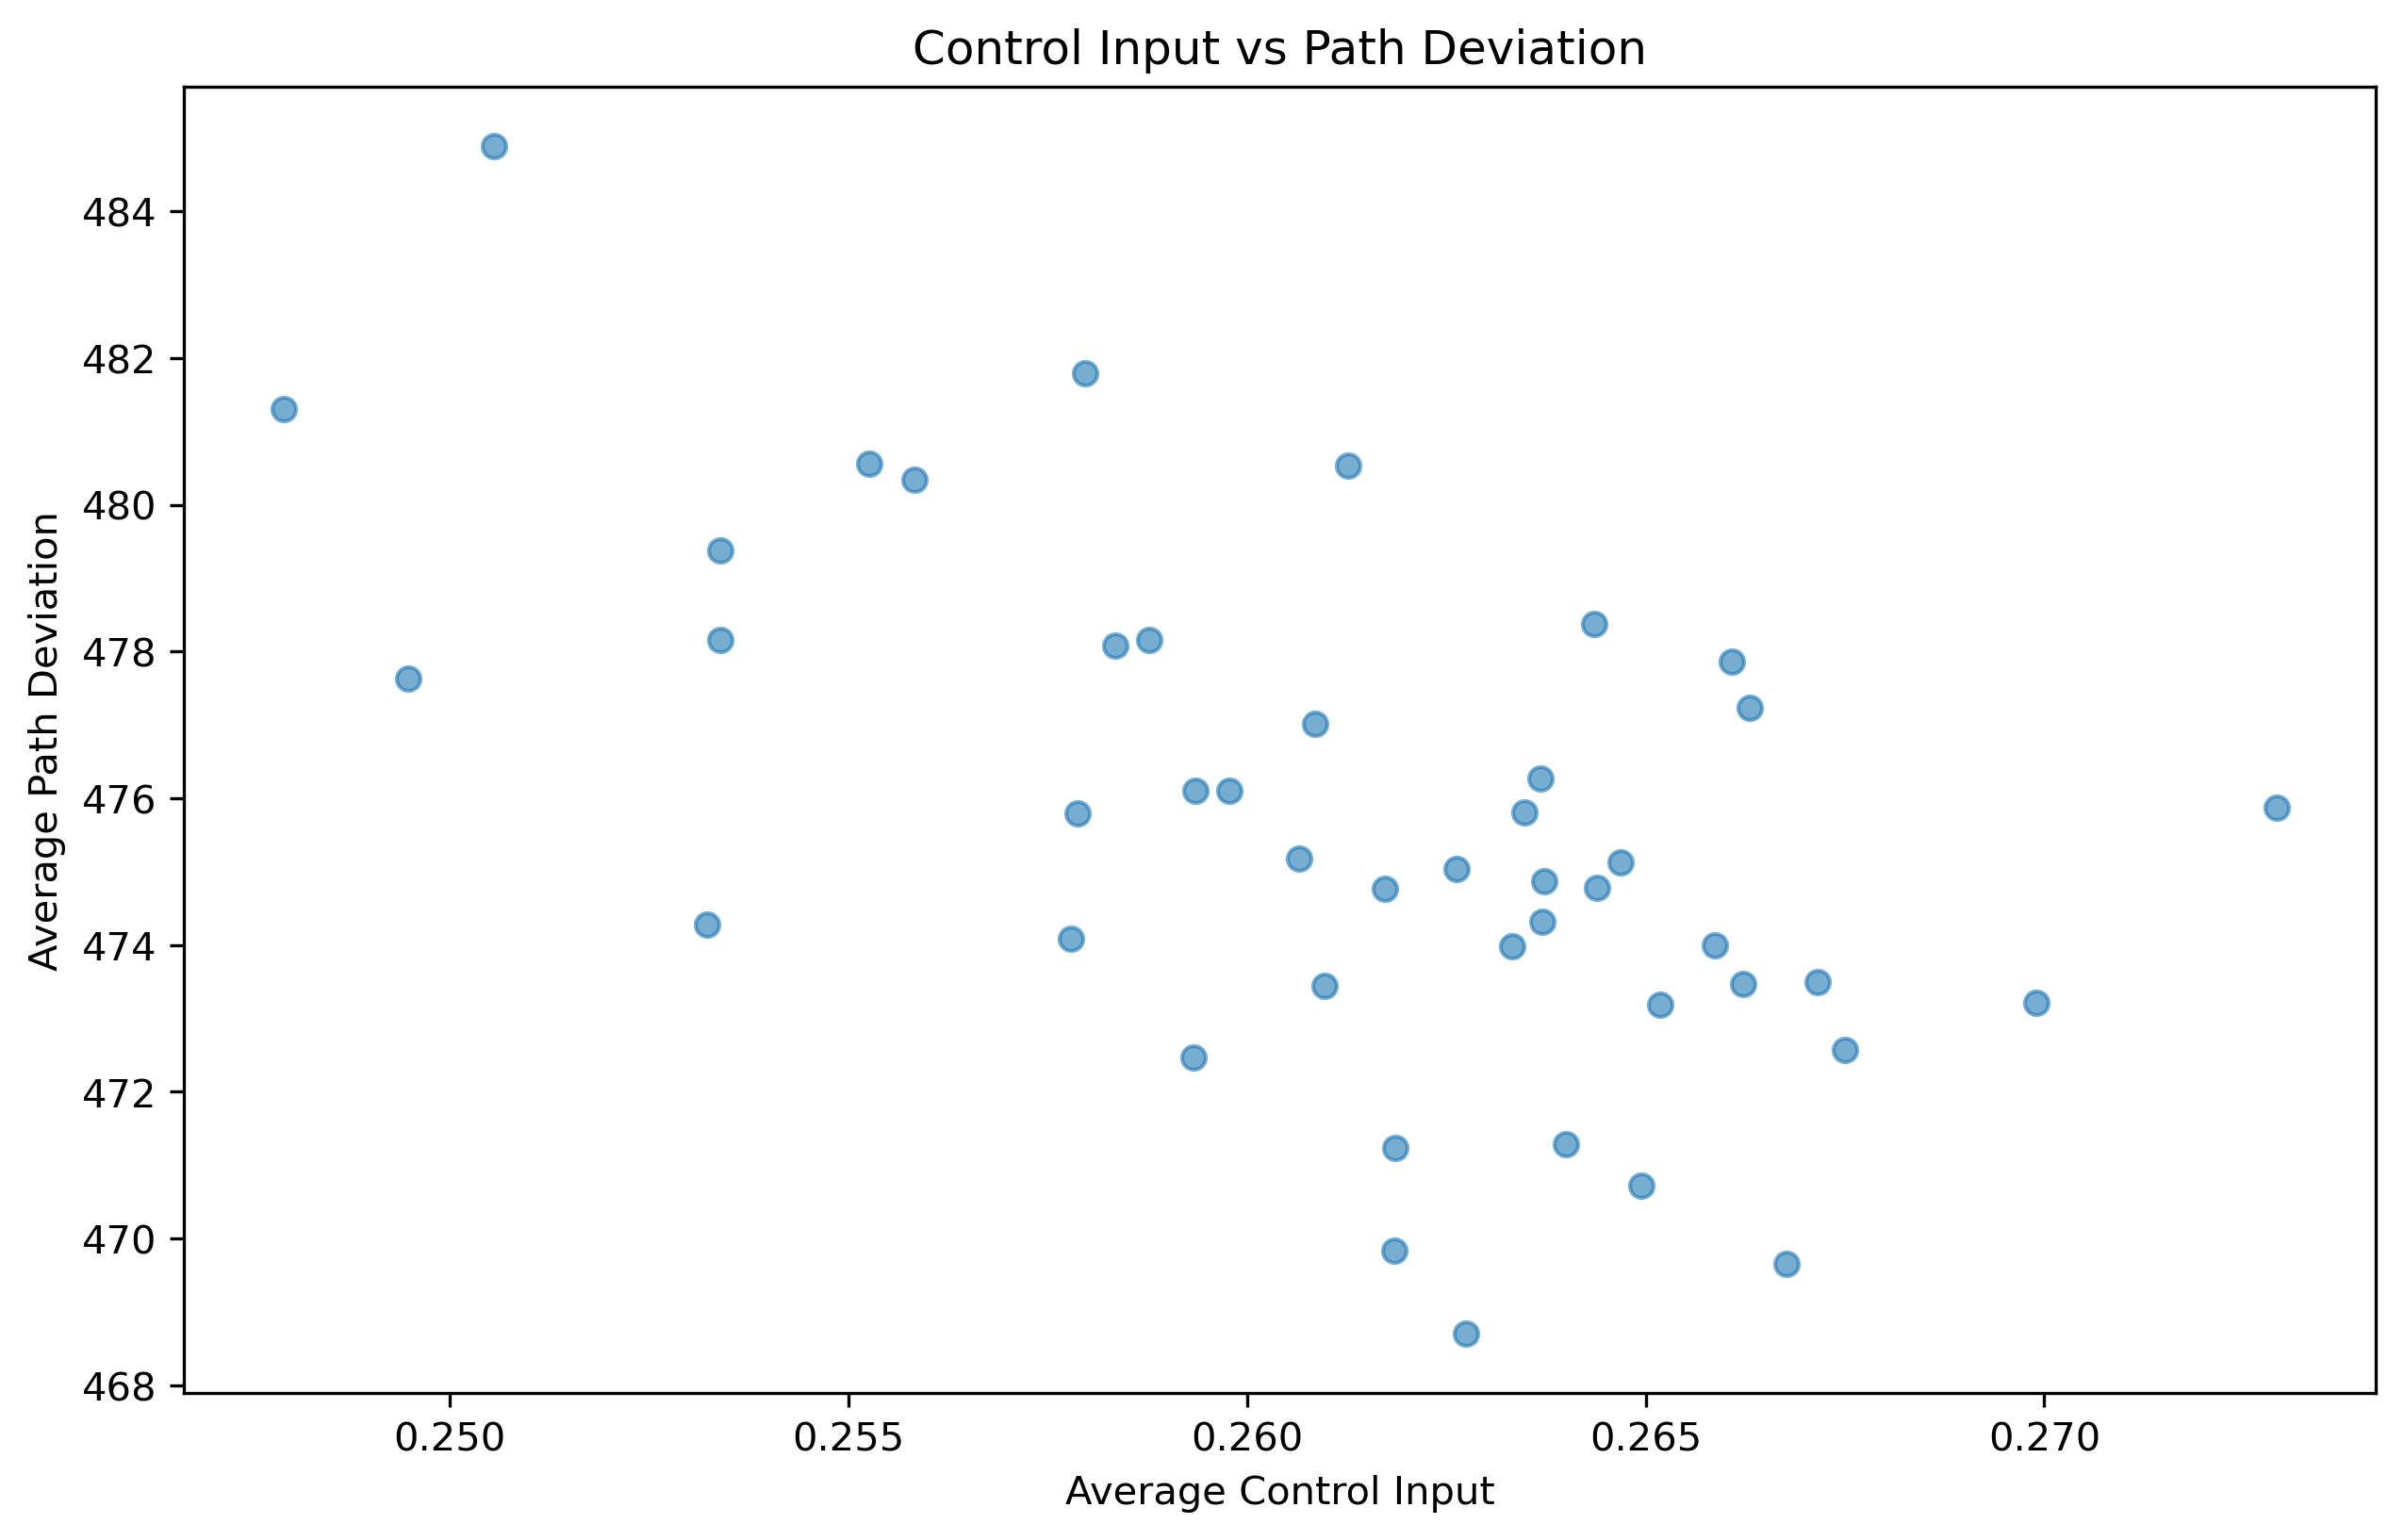 Control Input vs Path Deviation
Average Path Deviation
484
482
480
478
476
474
472
470
468
0.250 0.255 0.260 0.265 0.270
Average Control Input